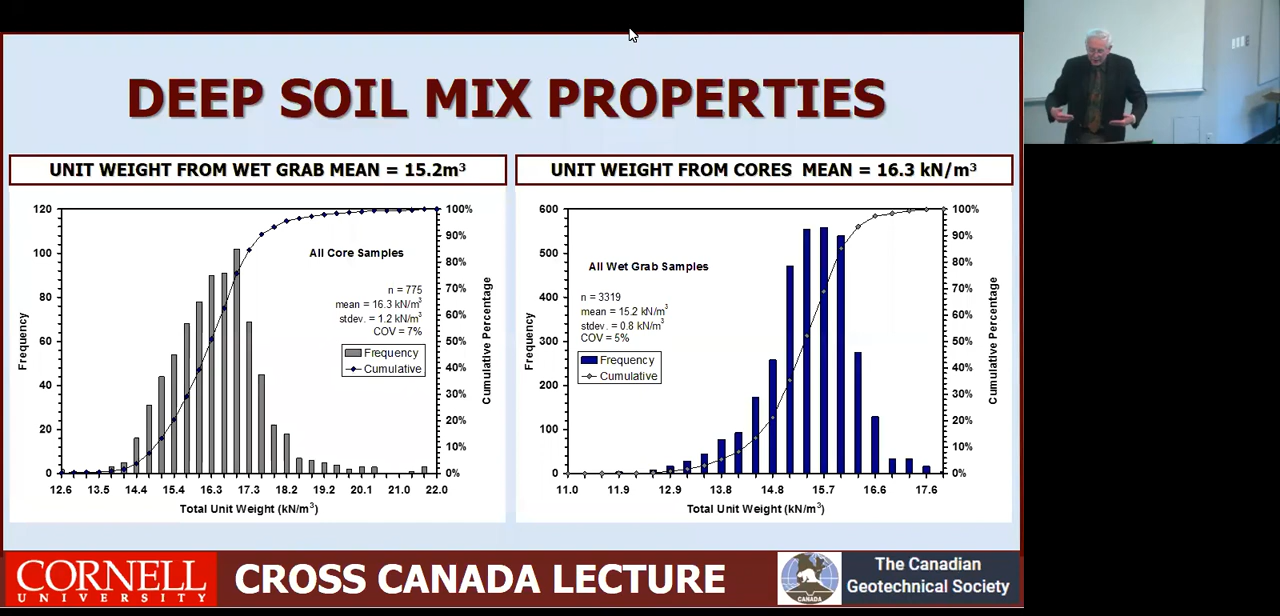 DEEP SOIL MIX PROPERTIES
UNIT WEIGHT FROM WET GRAB MEAN = 15.2m³
120
100
80
60
40
20
0
Frequency
100%
90%
80%
70%
60%
50%
40%
30%
20%
10%
0%
Cumulative Percentage
All Core Samples
n = 775
mean = 16.3 kN/m³
stdev. = 1.2 kN/m³
COV = 7%
Frequency
Cumulative
12.6 13.5 14.4 15.4 16.3 17.3 18.2 19.2 20.1 21.0 22.0
Total Unit Weight (kN/m³)
UNIT WEIGHT FROM CORES MEAN = 16.3 kN/m³
600
500
400
300
200
100
0
Frequency
100%
90%
80%
70%
60%
50%
40%
30%
20%
10%
0%
Cumulative Percentage
All Wet Grab Samples
n = 3319
mean = 15.2 kN/m³
stdev. = 0.8 kN/m³
COV = 5%
Frequency
Cumulative
11.0 11.9 12.9 13.8 14.8 15.7 16.6 17.6
Total Unit Weight (kN/m³)
CORNELL
UNIVERSITY
CROSS CANADA LECTURE
CANADA
The Canadian
Geotechnical Society